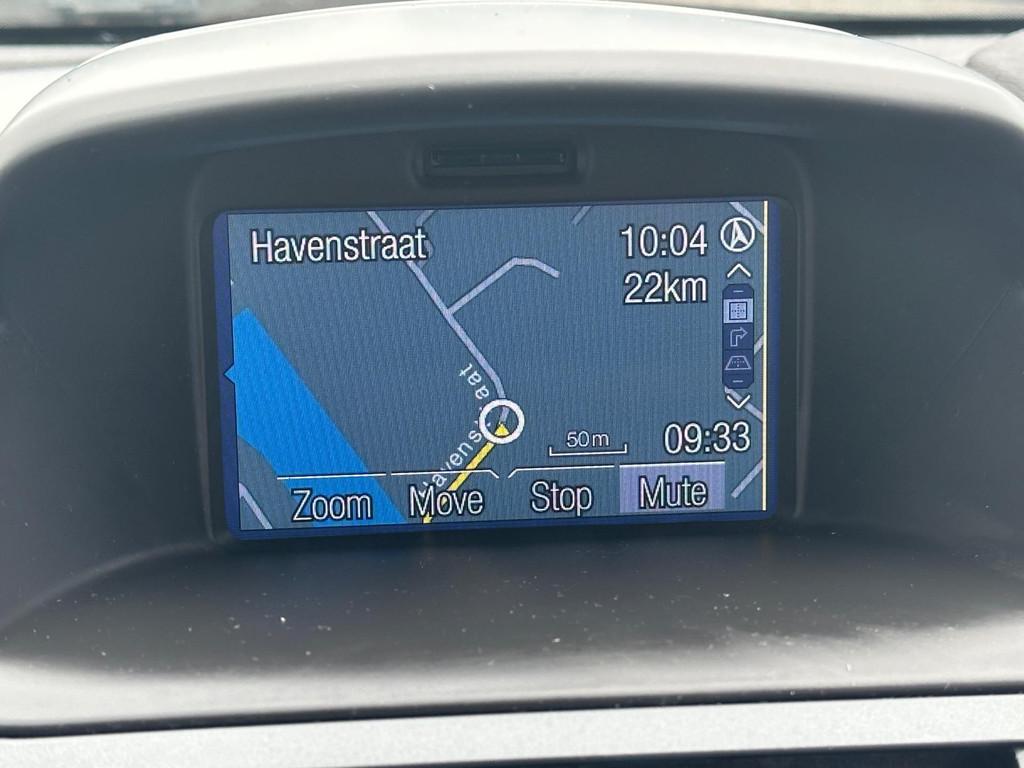 Havenstraat
10:04
22km
50m
09:33
Zoom
Move
Stop
Mute